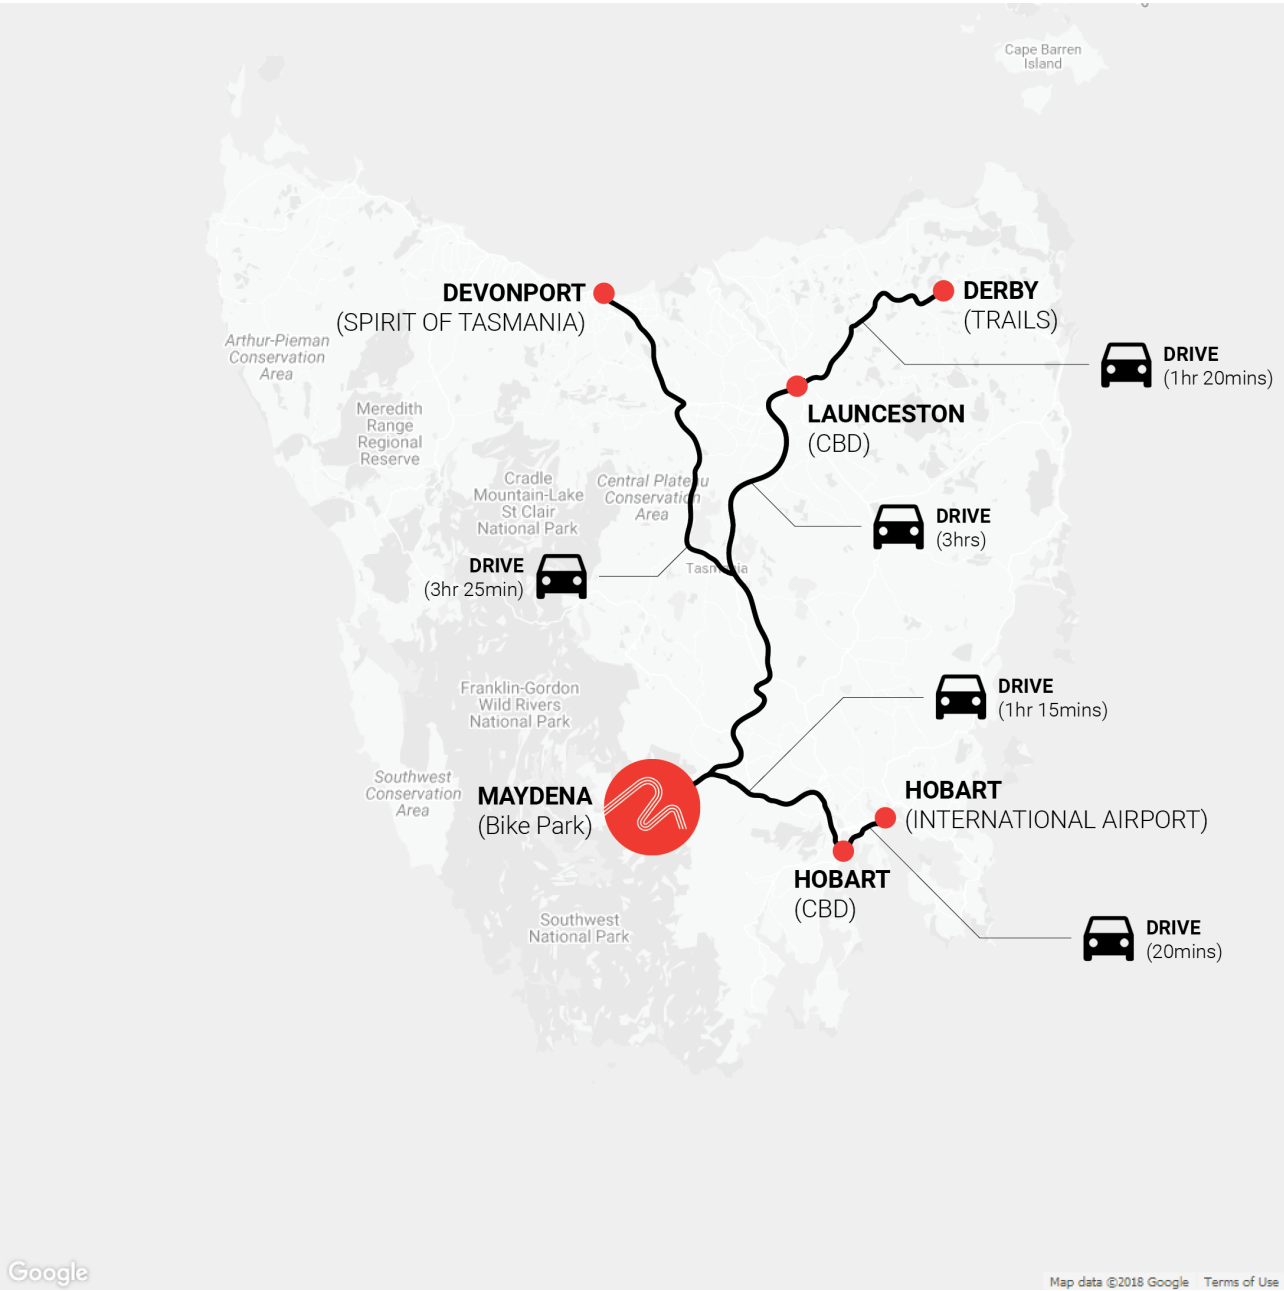 Cape Barren
Island
DEVONPORT
(SPIRIT OF TASMANIA)
DERBY
(TRAILS)
Arthur-Pieman
Conservation
Area
DRIVE
(1hr 20mins)
Meredith
Range
Regional
Reserve
LAUNCESTON
(CBD)
Cradle
Mountain-Lake
St Clair
National Park
Central Plateau
Conservation
Area
DRIVE
(3hrs)
DRIVE
(3hr 25min)
Tasmania
Franklin-Gordon
Wild Rivers
National Park
DRIVE
(1hr 15mins)
Southwest
Conservation
Area
MAYDENA
(Bike Park)
HOBART
(INTERNATIONAL AIRPORT)
HOBART
(CBD)
Southwest
National Park
DRIVE
(20mins)
Google
Map data ©2018 Google Terms of Use